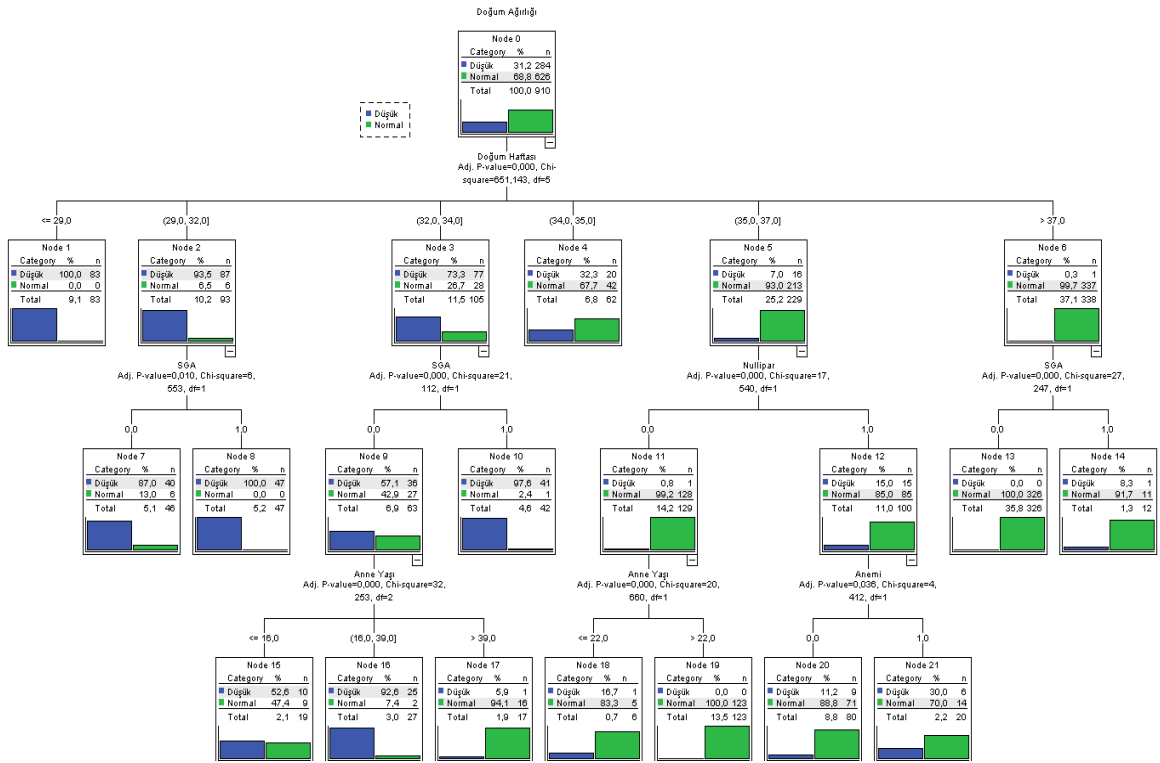 Doğum Ağırlığı
Node 0
Category % n
Düşük 31,2 284
Normal 68,8 626
Total 100,0 910
Düşük
Normal
Doğum Haftası
Adj. P-value=0,000, Chi-
square=651,143, df=5
<= 29,0
(29,0, 32,0]
(32,0, 34,0]
(34,0, 35,0]
(35,0, 37,0]
> 37,0
Node 1
Category % n
Düşük 100,0 83
Normal 0,0 0
Total 9,1 83
Node 2
Category % n
Düşük 93,5 87
Normal 6,5 6
Total 10,2 93
Node 3
Category % n
Düşük 73,3 77
Normal 26,7 28
Total 11,5 105
Node 4
Category % n
Düşük 32,3 20
Normal 67,7 42
Total 6,8 62
Node 5
Category % n
Düşük 7,0 16
Normal 93,0 213
Total 25,2 229
Node 6
Category % n
Düşük 0,3 1
Normal 99,7 337
Total 37,1 338
SGA
Adj. P-value=0,010, Chi-square=6,
553, df=1
SGA
Adj. P-value=0,000, Chi-square=21,
112, df=1
Nullipar
Adj. P-value=0,000, Chi-square=17,
540, df=1
SGA
Adj. P-value=0,000, Chi-square=27,
247, df=1
0,0
1,0
0,0
1,0
0,0
1,0
0,0
1,0
Node 7
Category % n
Düşük 87,0 40
Normal 13,0 6
Total 5,1 46
Node 8
Category % n
Düşük 100,0 47
Normal 0,0 0
Total 5,2 47
Node 9
Category % n
Düşük 57,1 36
Normal 42,9 27
Total 6,9 63
Node 10
Category % n
Düşük 97,6 41
Normal 2,4 1
Total 4,6 42
Node 11
Category % n
Düşük 0,8 1
Normal 99,2 128
Total 14,2 129
Node 12
Category % n
Düşük 15,0 15
Normal 85,0 85
Total 11,0 100
Node 13
Category % n
Düşük 0,0 0
Normal 100,0 326
Total 35,8 326
Node 14
Category % n
Düşük 8,3 1
Normal 91,7 11
Total 1,3 12
Anne Yaşı
Adj. P-value=0,000, Chi-square=32,
253, df=2
Anne Yaşı
Adj. P-value=0,000, Chi-square=20,
660, df=1
Anemi
Adj. P-value=0,036, Chi-square=4,
412, df=1
<= 16,0
(16,0, 39,0]
> 39,0
<= 22,0
> 22,0
0,0
1,0
Node 15
Category % n
Düşük 52,6 10
Normal 47,4 9
Total 2,1 19
Node 16
Category % n
Düşük 92,6 25
Normal 7,4 2
Total 3,0 27
Node 17
Category % n
Düşük 5,9 1
Normal 94,1 16
Total 1,9 17
Node 18
Category % n
Düşük 16,7 1
Normal 83,3 5
Total 0,7 6
Node 19
Category % n
Düşük 0,0 0
Normal 100,0 123
Total 13,5 123
Node 20
Category % n
Düşük 11,2 9
Normal 88,8 71
Total 8,8 80
Node 21
Category % n
Düşük 30,0 6
Normal 70,0 14
Total 2,2 20